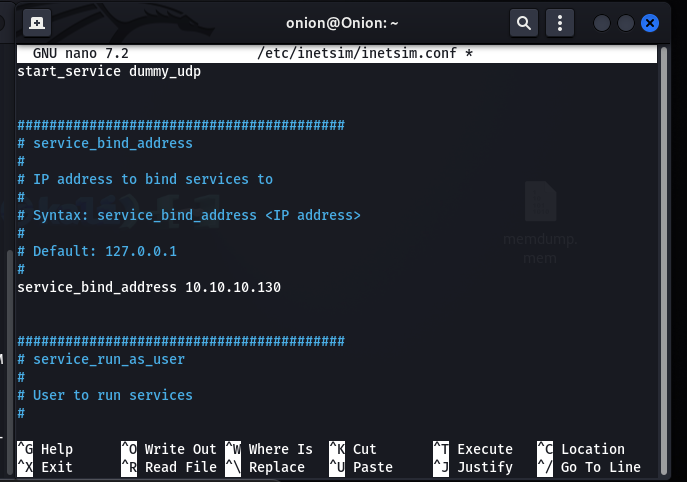 onion@Onion: ~
GNU nano 7.2 /etc/inetsim/inetsim.conf *
start_service dummy_udp
#########################################
# service_bind_address
#
# IP address to bind services to
#
# Syntax: service_bind_address <IP address>
#
# Default: 127.0.0.1
#
service_bind_address 10.10.10.130
#########################################
# service_run_as_user
#
# User to run services
#
memdump.
mem
^G Help ^O Write Out ^W Where Is ^K Cut ^T Execute ^C Location
^X Exit ^R Read File ^\ Replace ^U Paste ^J Justify ^/ Go To Line